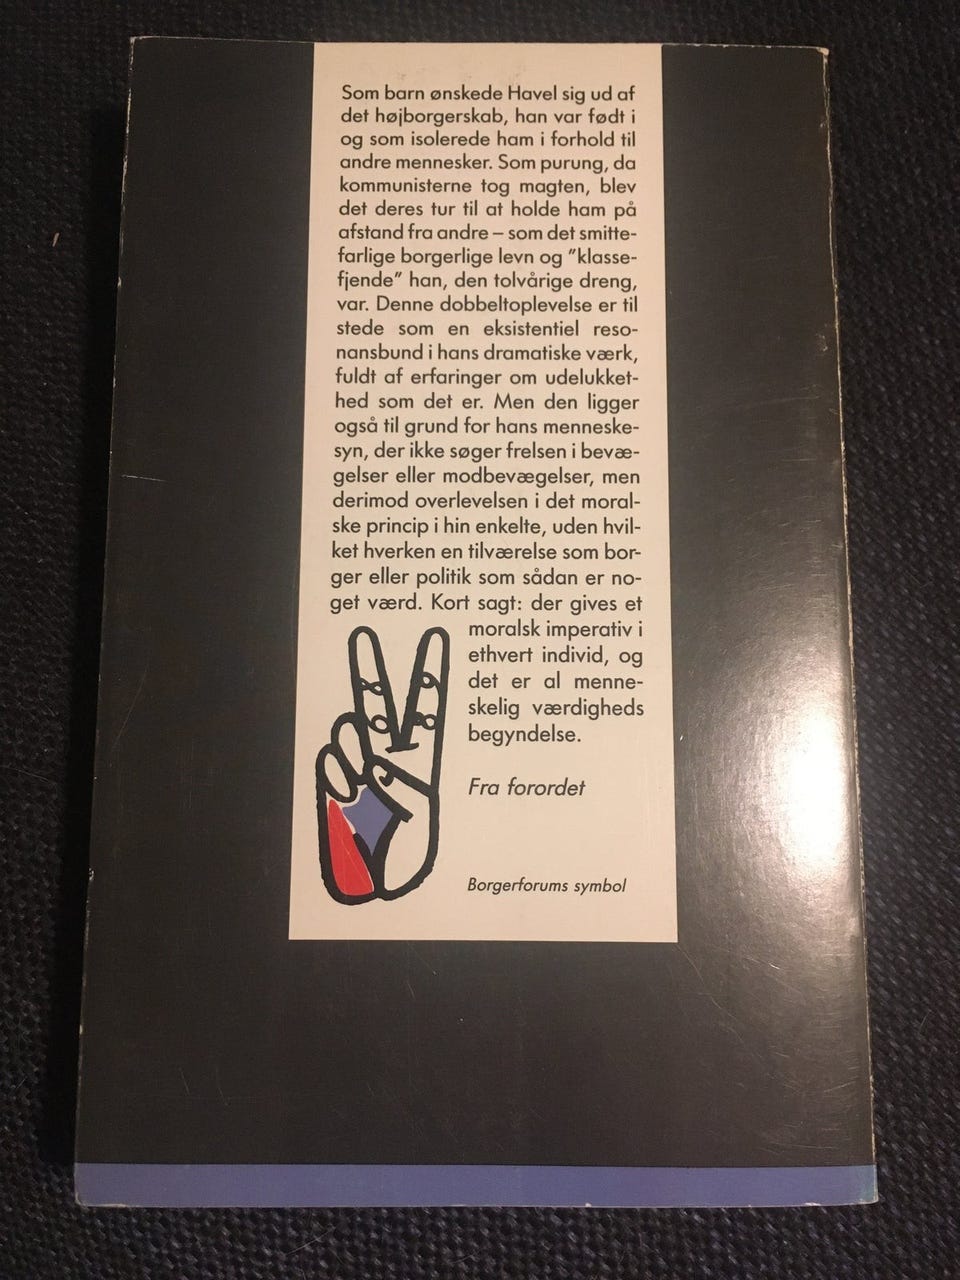 Som barn ønskede Havel sig ud af
det højborgerskab, han var født i
og som isolerede ham i forhold til
andre mennesker. Som purung, da
kommunisterne tog magten, blev
det deres tur til at holde ham på
afstand fra andre – som det smitte-
farlige borgerlige levn og ”klasse-
fjende” han, den tolvårige dreng,
var. Denne dobbeltoplevelse er til
stede som en eksistentiel reso-
nansbund i hans dramatiske værk,
fuldt af erfaringer om udelukket-
hed som det er. Men den ligger
også til grund for hans menneske-
syn, der ikke søger frelsen i bevæ-
gelser eller modbevægelser, men
derimod overlevelsen i det moral-
ske princip i hin enkelte, uden hvil-
ket hverken en tilværelse som bor-
ger eller politik som sådan er no-
get værd. Kort sagt: der gives et
moralsk imperativ i
ethvert individ, og
det er al menne-
skelig værdigheds
begyndelse.
Fra forordet
Borgerforums symbol